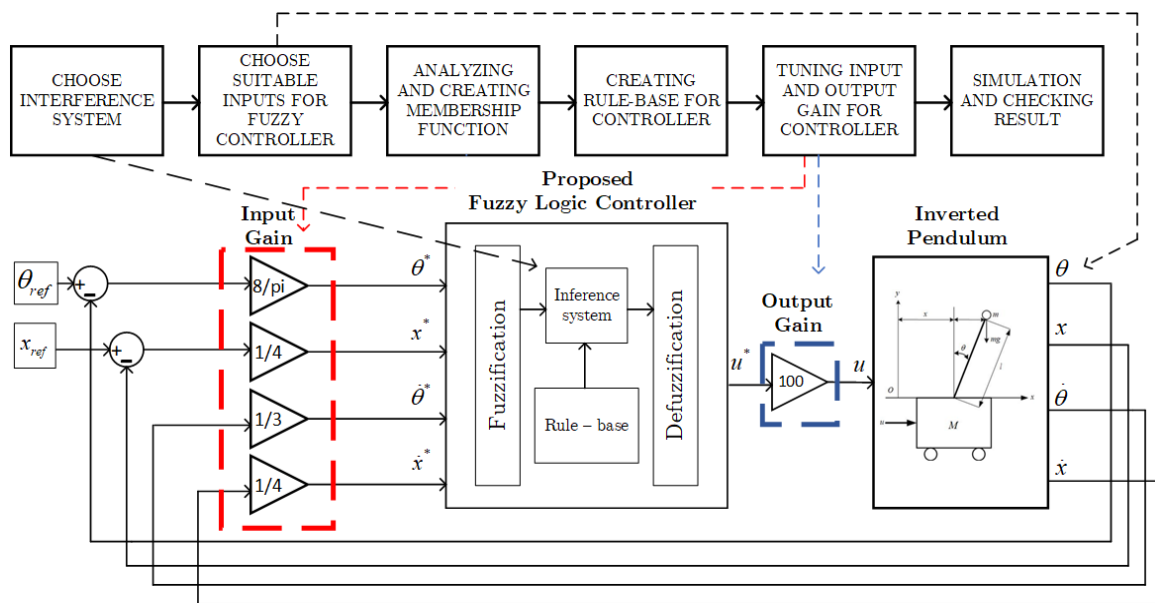 CHOOSE
INTERFERENCE
SYSTEM
CHOOSE
SUITABLE
INPUTS FOR
FUZZY
CONTROLLER
ANALYZING
AND CREATING
MEMBERSHIP
FUNCTION
CREATING
RULE-BASE FOR
CONTROLLER
TUNING INPUT
AND OUTPUT
GAIN FOR
CONTROLLER
SIMULATION
AND CHECKING
RESULT
Proposed
Fuzzy Logic Controller
Input
Gain
Inverted
Pendulum
Output
Gain
θref
+
−
xref
+
−
8/pi
1/4
1/3
1/4
θ*
x*
θ̇*
ẋ*
Fuzzification
Inference
system
Rule – base
Defuzzification
u*
100
u
y
x
m
mg
θ
l
O
x
u
M
θ
x
θ̇
ẋ